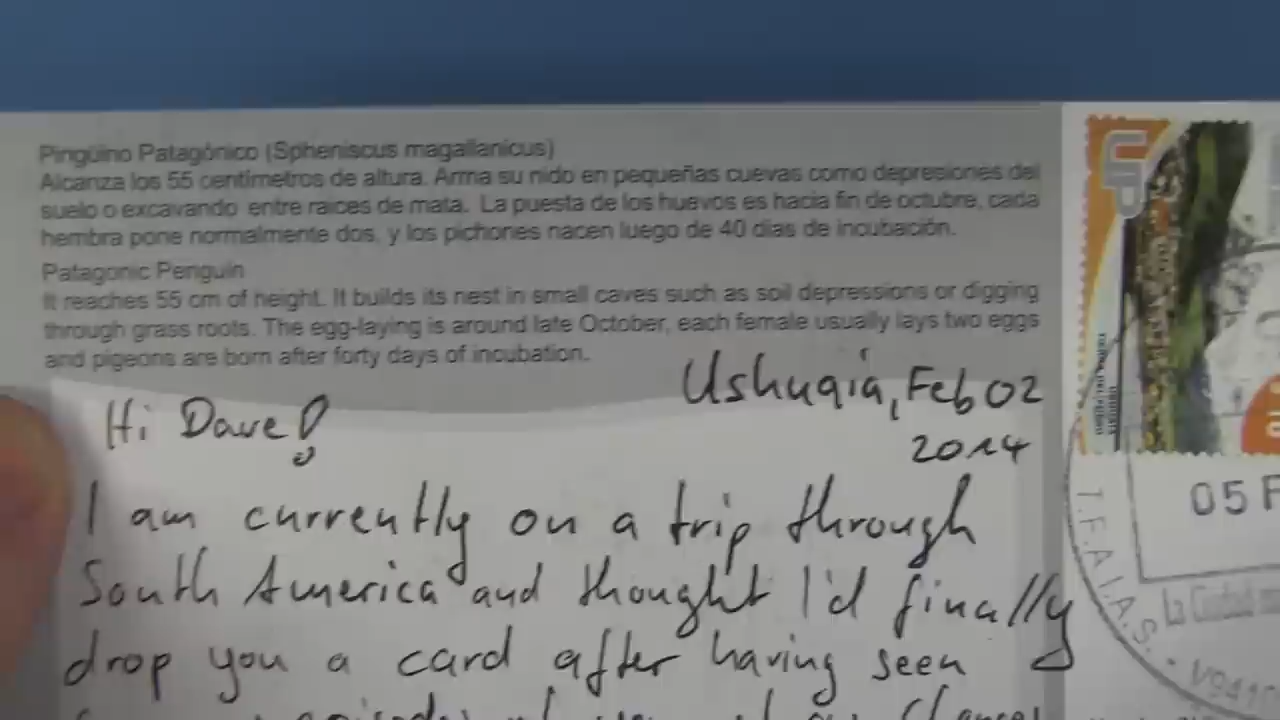 Pingüino Patagónico (Spheniscus magallanicus)
Alcanza los 55 centímetros de altura. Arma su nido en pequeñas cuevas como depresiones del
suelo o excavando entre raices de mata. La puesta de los huevos es hacia fin de octubre, cada
hembra pone normalmente dos, y los pichones nacen luego de 40 días de incubación.
Patagonic Penguin
It reaches 55 cm of height. It builds its nest in small caves such as soil depressions or digging
through grass roots. The egg-laying is around late October, each female usually lays two eggs
and pigeons are born after forty days of incubation.
Ushuaia, Feb 02
2014
Hi Dave!
I am currently on a trip through
South America and thought I'd finally
drop you a card after having seen
UP
05 F
La Ciudad
T.F.A.I.A.S. - V9410